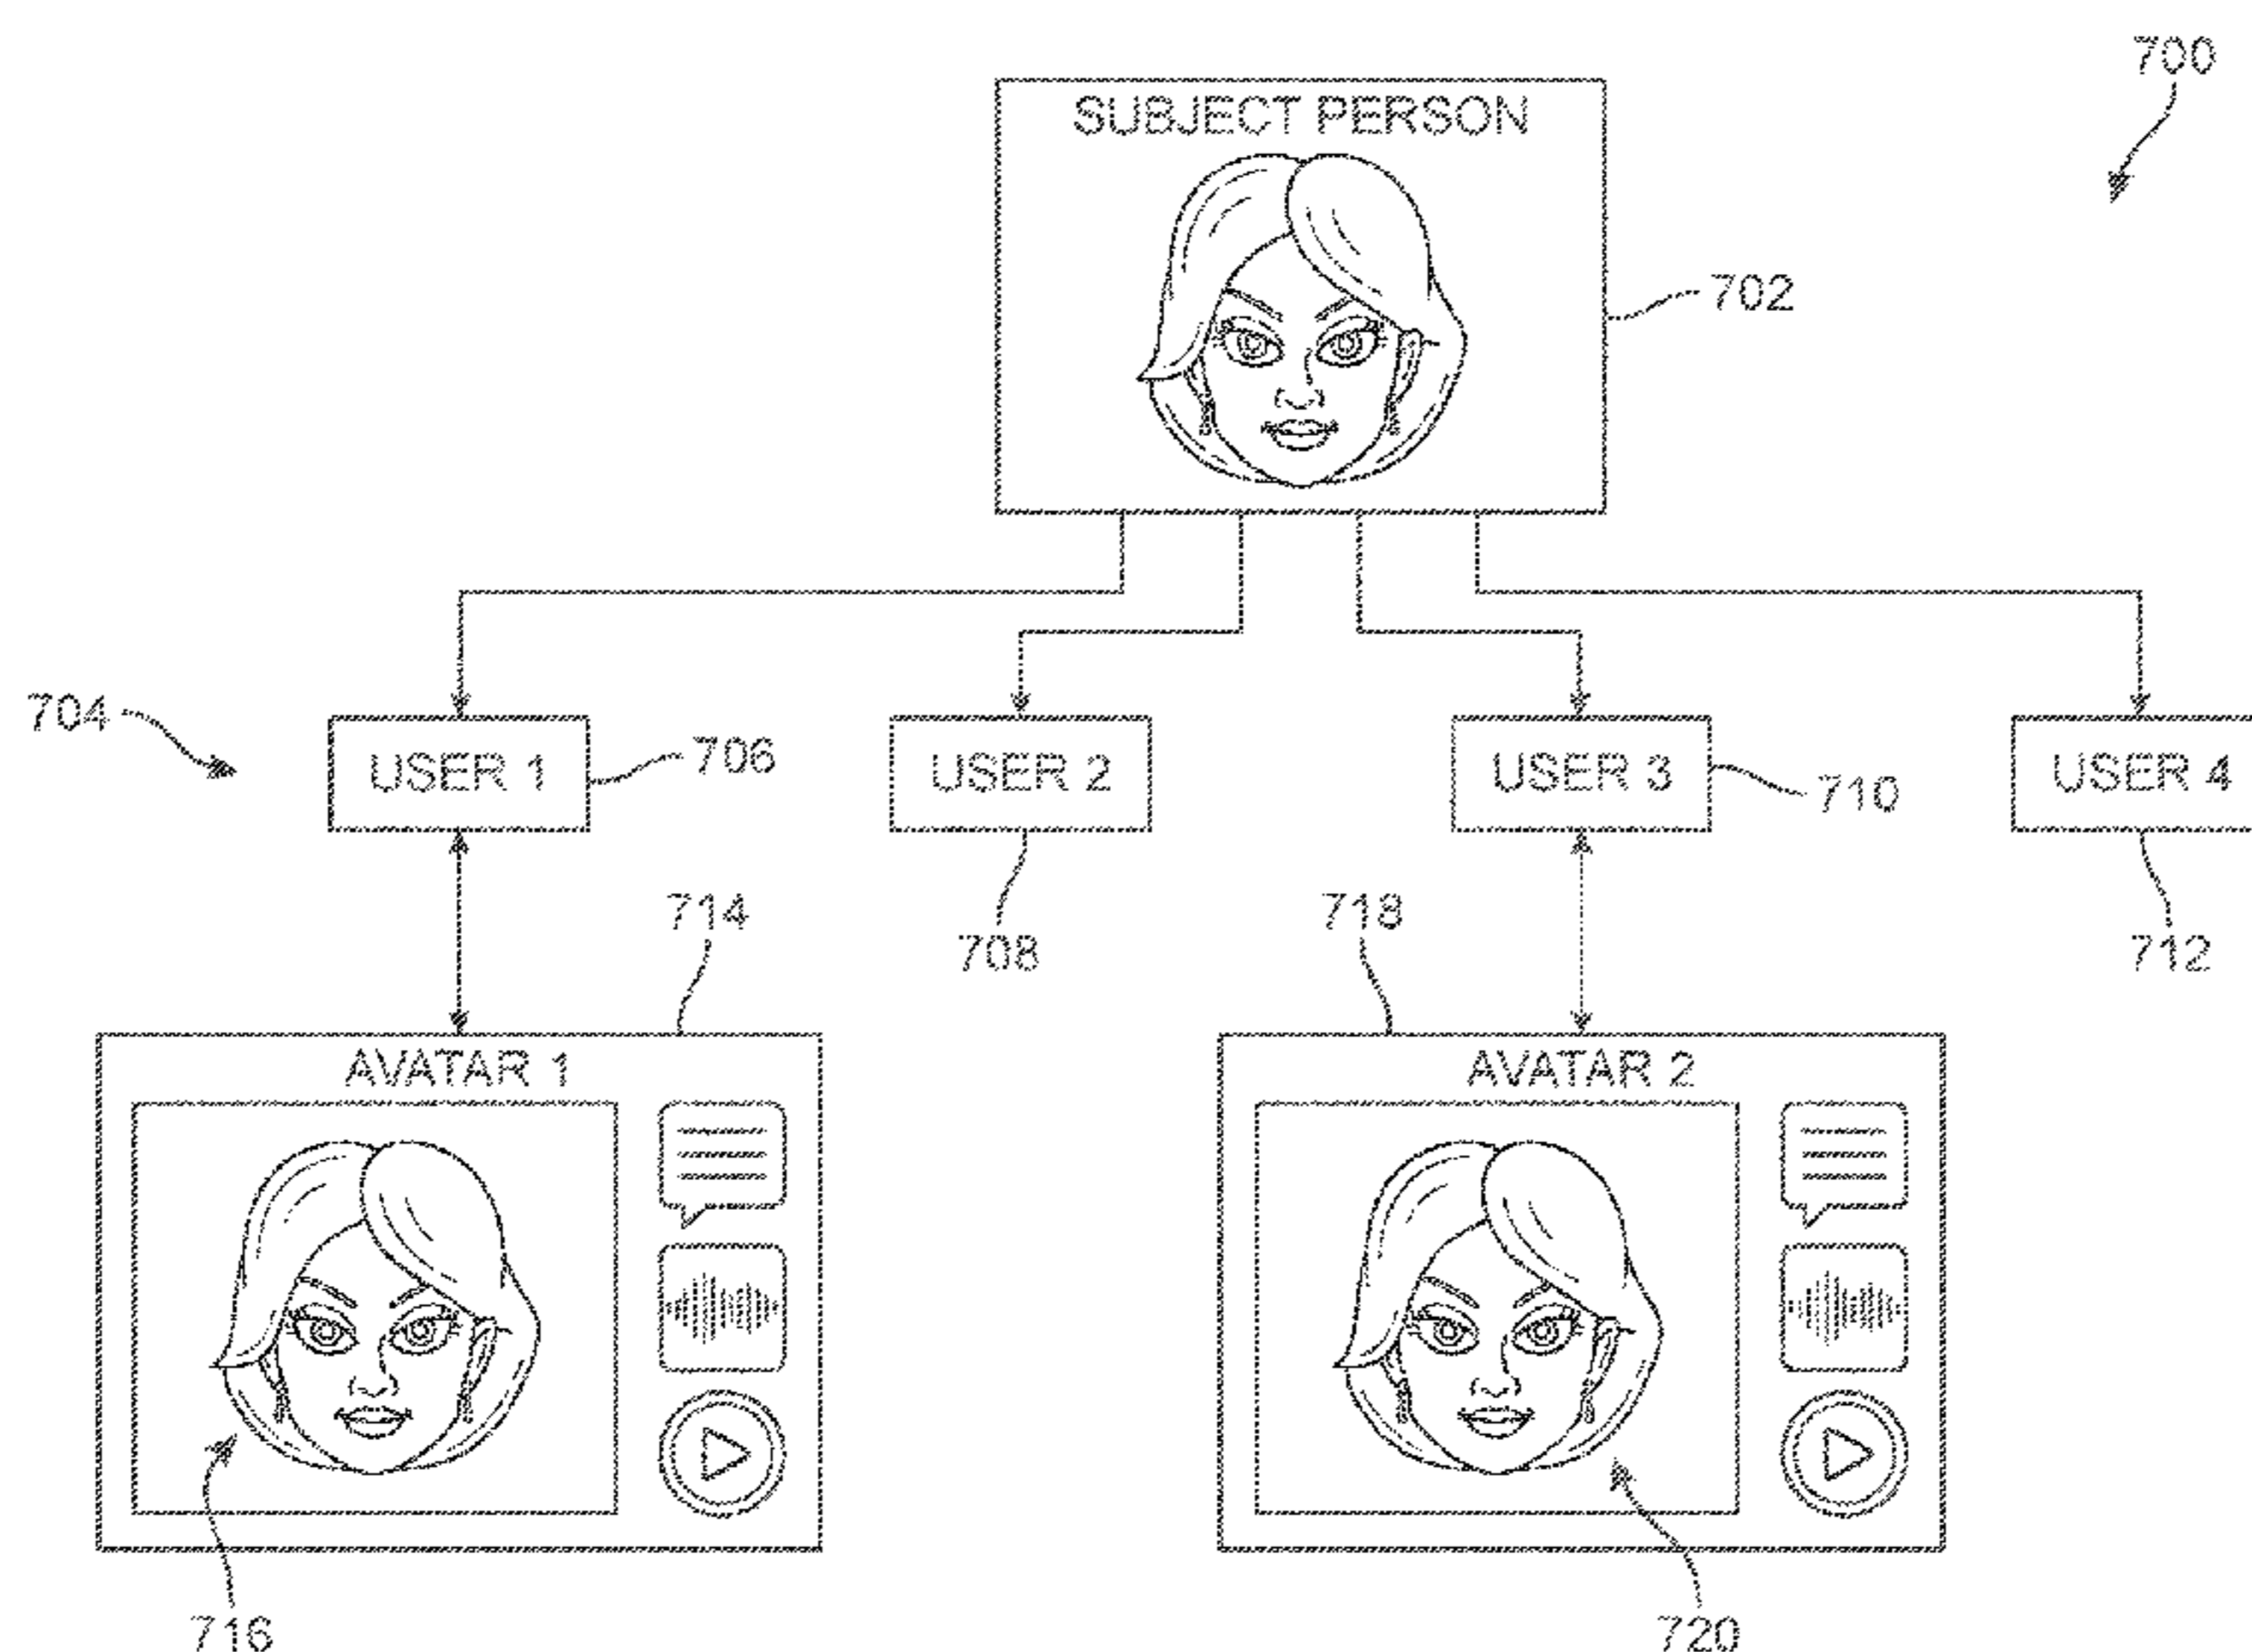 700
SUBJECT PERSON
702
704
USER 1
706
USER 2
USER 3
710
USER 4
714
708
718
712
AVATAR 1
AVATAR 2
716
720